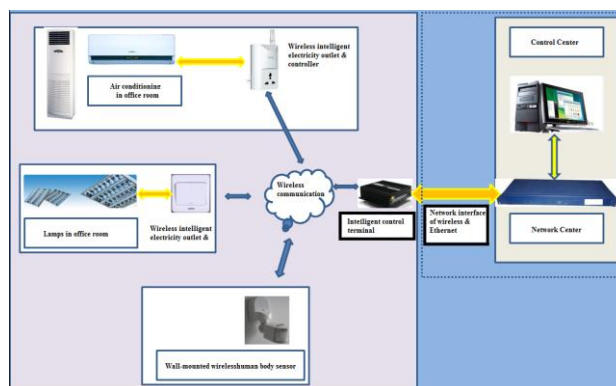 Wireless intelligent
electricity outlet &
controller
Air conditioning
in office room
Control Center
Wireless
communication
Lamps in office room
Wireless intelligent
electricity outlet &
Intelligent control
terminal
Network interface
of wireless &
Ethernet
Network Center
Wall-mounted wirelesshuman body sensor